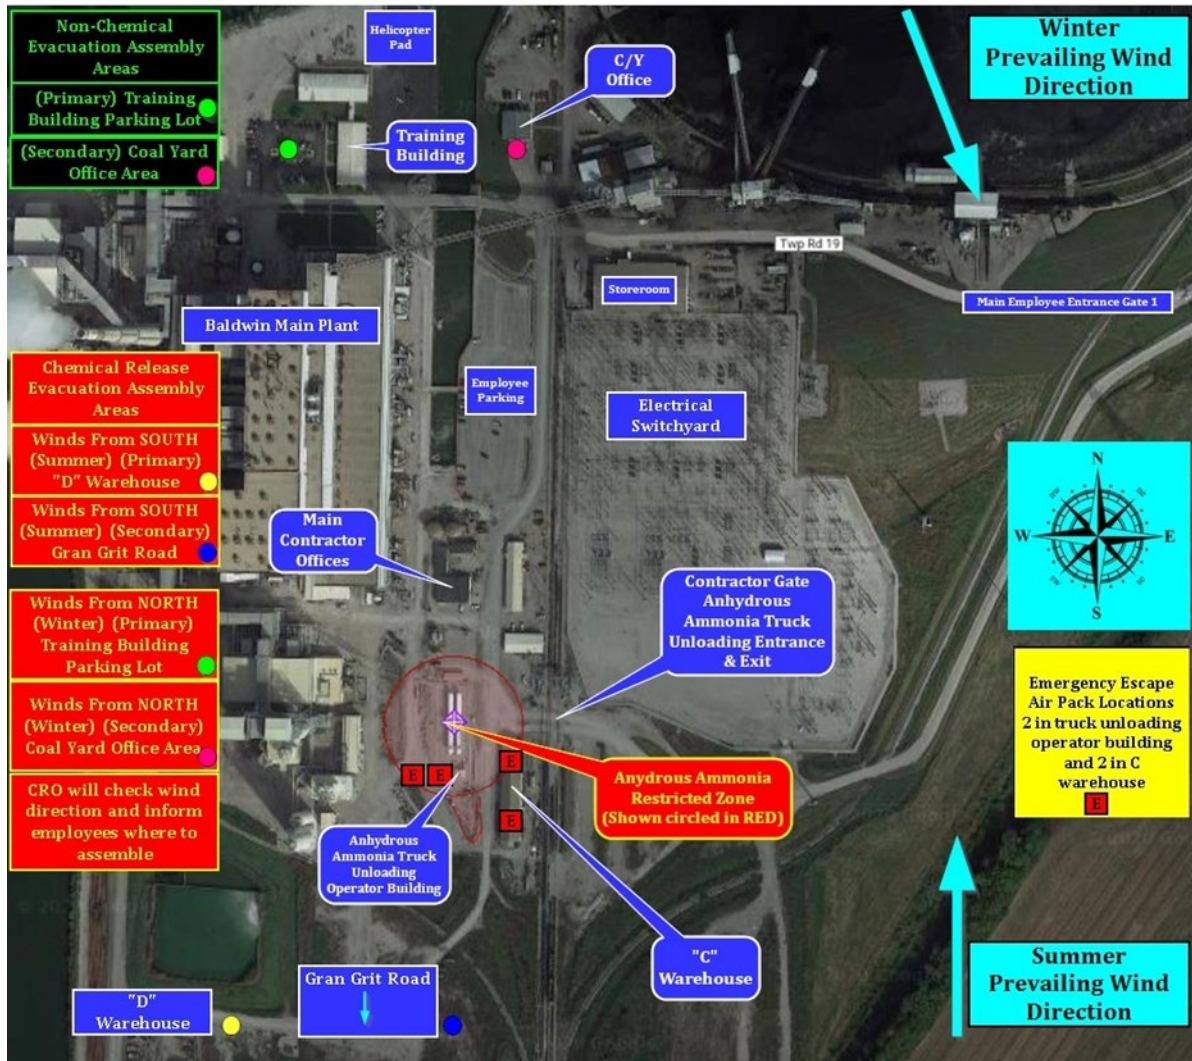 Non-Chemical
Evacuation Assembly
Areas
(Primary) Training
Building Parking Lot
(Secondary) Coal Yard
Office Area
Helicopter
Pad
C/Y
Office
Training
Building
Winter
Prevailing Wind
Direction
Twp Rd 19
Storeroom
Main Employee Entrance Gate 1
Baldwin Main Plant
Employee
Parking
Electrical
Switchyard
Chemical Release
Evacuation Assembly
Areas
Winds From SOUTH
(Summer) (Primary)
"D" Warehouse
Winds From SOUTH
(Summer) (Secondary)
Gran Grit Road
Winds From NORTH
(Winter) (Primary)
Training Building
Parking Lot
Winds From NORTH
(Winter) (Secondary)
Coal Yard Office Area
CRO will check wind
direction and inform
employees where to
assemble
Main
Contractor
Offices
Contractor Gate
Anhydrous
Ammonia Truck
Unloading Entrance
& Exit
N
W
E
S
Emergency Escape
Air Pack Locations
2 in truck unloading
operator building
and 2 in C
warehouse
E
E
E
E
E
Anydrous Ammonia
Restricted Zone
(Shown circled in RED)
Anhydrous
Ammonia Truck
Unloading
Operator Building
"C"
Warehouse
"D"
Warehouse
Gran Grit Road
Summer
Prevailing Wind
Direction